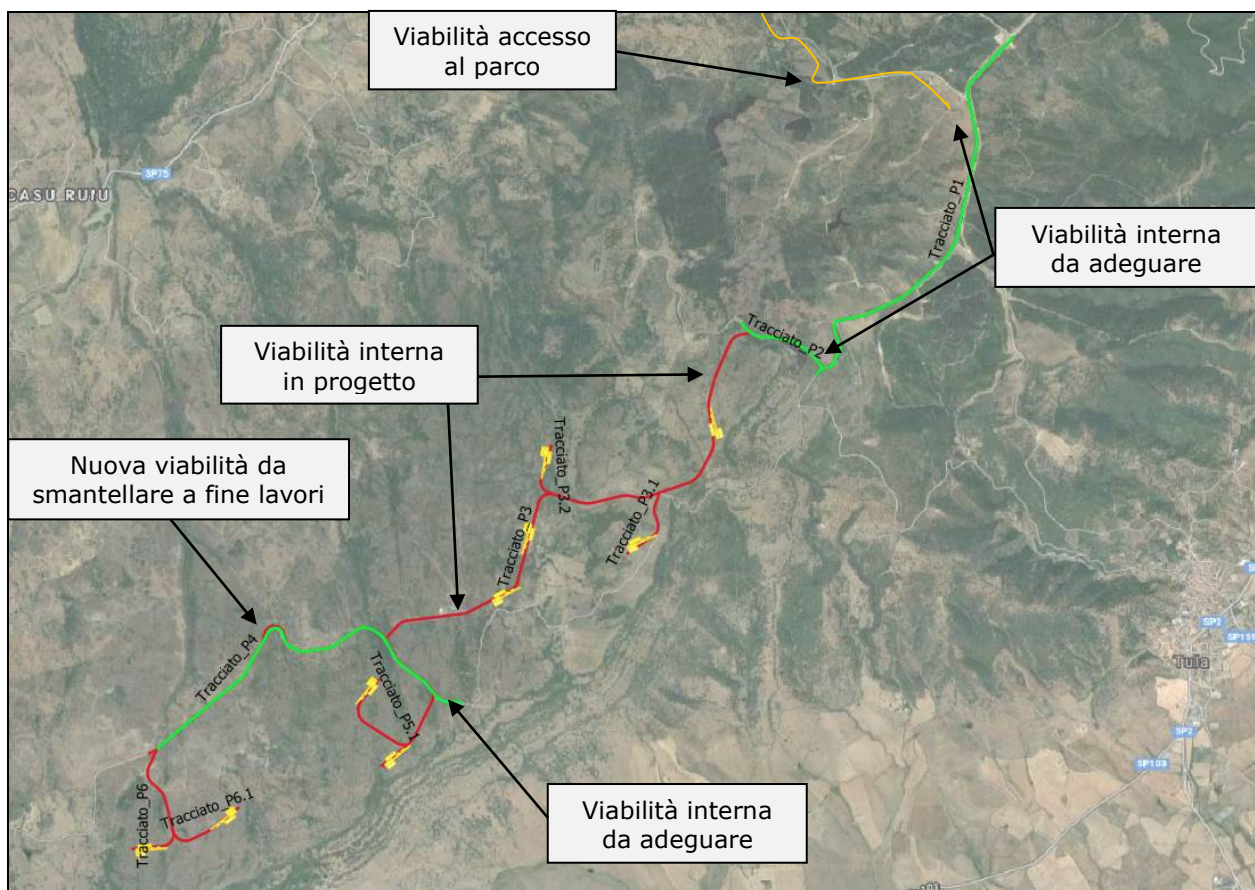 Viabilità accesso
al parco
SP75
CASU RUIU
Tracciato_P1
Viabilità interna
da adeguare
Tracciato_P2
Viabilità interna
in progetto
Tracciato_P3.2
Tracciato_P3.1
Tracciato_P3
Nuova viabilità da
smantellare a fine lavori
Tracciato_P4
Tracciato_P5.1
SP2
SP159
Tula
SP2
SP103
Tracciato_P6
Tracciato_P6.1
Viabilità interna
da adeguare